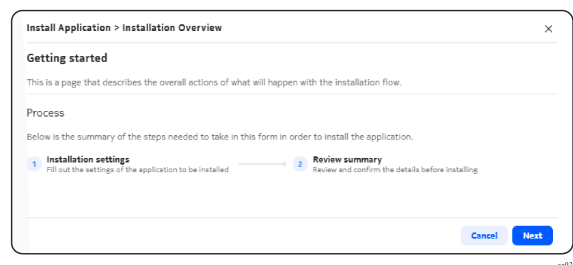 Install Application > Installation Overview
Getting started
This is a page that describes the overall actions of what will happen with the installation flow.
Process
Below is the summary of the steps needed to take in this form in order to install the application.
1 Installation settings
Fill out the settings of the application to be installed
2 Review summary
Review and confirm the details before installing
Cancel Next